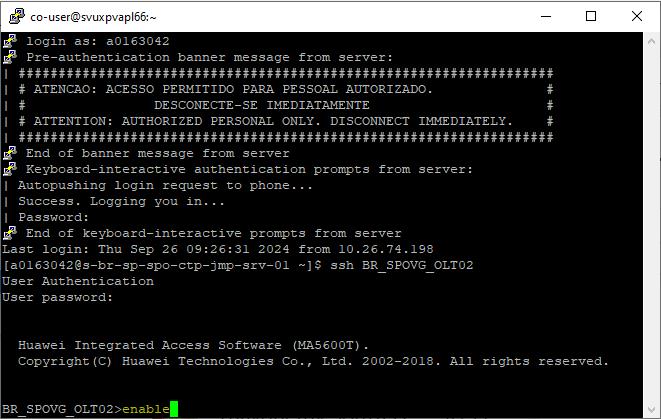 co-user@svuxpvapl66:~
login as: a0163042
Pre-authentication banner message from server:
| ##################################################################
| # ATENCAO: ACESSO PERMITIDO PARA PESSOAL AUTORIZADO.              #
| #                 DESCONECTE-SE IMEDIATAMENTE                     #
| # ATTENTION: AUTHORIZED PERSONAL ONLY. DISCONNECT IMMEDIATELY.    #
| ##################################################################
End of banner message from server
Keyboard-interactive authentication prompts from server:
| Autopushing login request to phone...
| Success. Logging you in...
| Password:
End of keyboard-interactive prompts from server
Last login: Thu Sep 26 09:26:31 2024 from 10.26.74.198
[a0163042@s-br-sp-spo-ctp-jmp-srv-01 ~]$ ssh BR_SPOVG_OLT02
User Authentication
User password:
Huawei Integrated Access Software (MA5600T).
Copyright(C) Huawei Technologies Co., Ltd. 2002-2018. All rights reserved.
BR_SPOVG_OLT02>enable